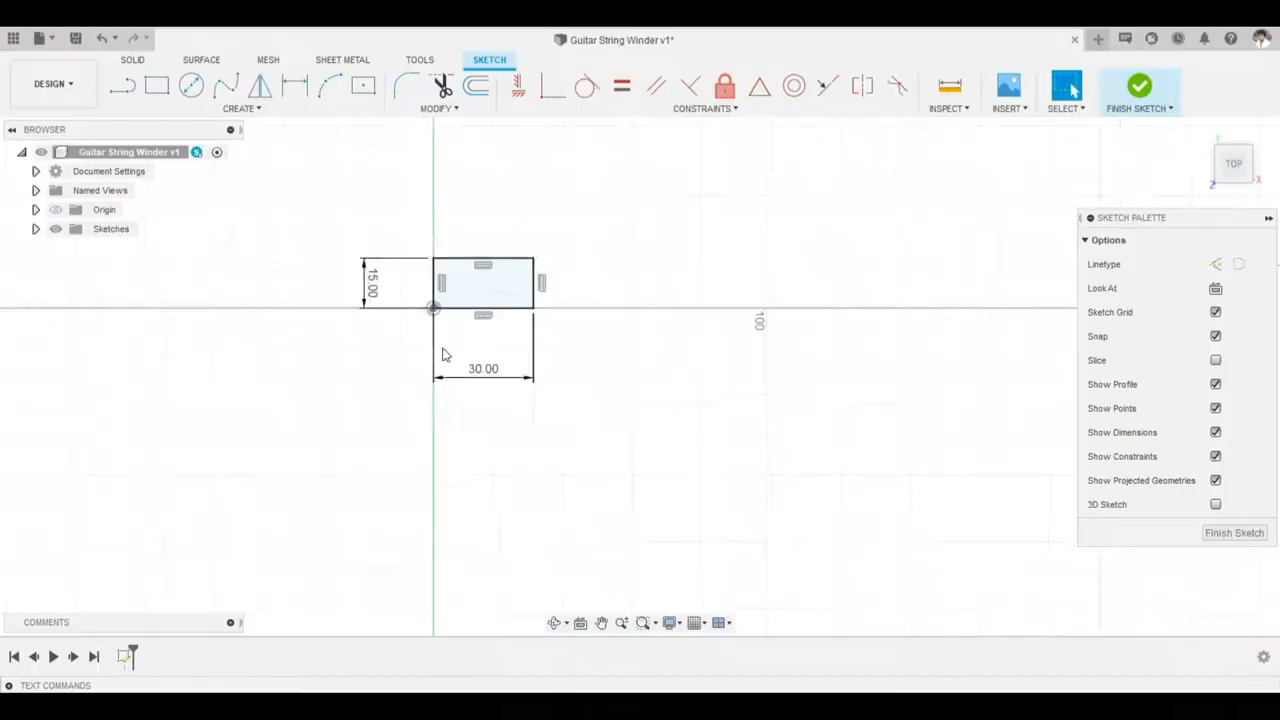 Guitar String Winder v1*
DESIGN
SOLID
SURFACE
MESH
SHEET METAL
TOOLS
SKETCH
CREATE
MODIFY
CONSTRAINTS
INSPECT
INSERT
SELECT
FINISH SKETCH
BROWSER
Guitar String Winder v1
Document Settings
Named Views
Origin
Sketches
TOP
Y
X
Z
SKETCH PALETTE
Options
Linetype
Look At
Sketch Grid
Snap
Slice
Show Profile
Show Points
Show Dimensions
Show Constraints
Show Projected Geometries
3D Sketch
Finish Sketch
15.00
30.00
100
COMMENTS
TEXT COMMANDS